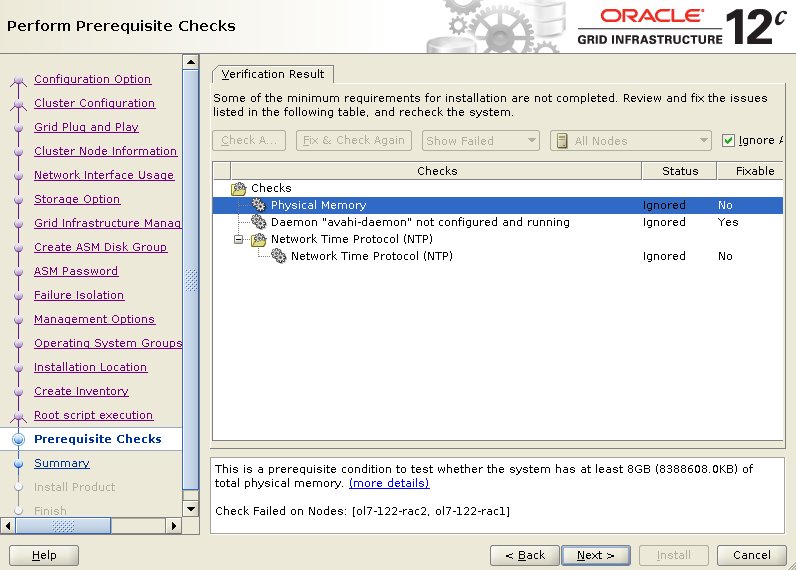 Perform Prerequisite Checks
ORACLE
GRID INFRASTRUCTURE 12c
Configuration Option
Cluster Configuration
Grid Plug and Play
Cluster Node Information
Network Interface Usage
Storage Option
Grid Infrastructure Manag
Create ASM Disk Group
ASM Password
Failure Isolation
Management Options
Operating System Groups
Installation Location
Create Inventory
Root script execution
Prerequisite Checks
Summary
Install Product
Finish
Verification Result
Some of the minimum requirements for installation are not completed. Review and fix the issues
listed in the following table, and recheck the system.
Check A... Fix & Check Again Show Failed All Nodes Ignore A
Checks Status Fixable
Checks
Physical Memory Ignored No
Daemon "avahi-daemon" not configured and running Ignored Yes
Network Time Protocol (NTP)
Network Time Protocol (NTP) Ignored No
This is a prerequisite condition to test whether the system has at least 8GB (8388608.0KB) of
total physical memory. (more details)
Check Failed on Nodes: [ol7-122-rac2, ol7-122-rac1]
Help < Back Next > Install Cancel